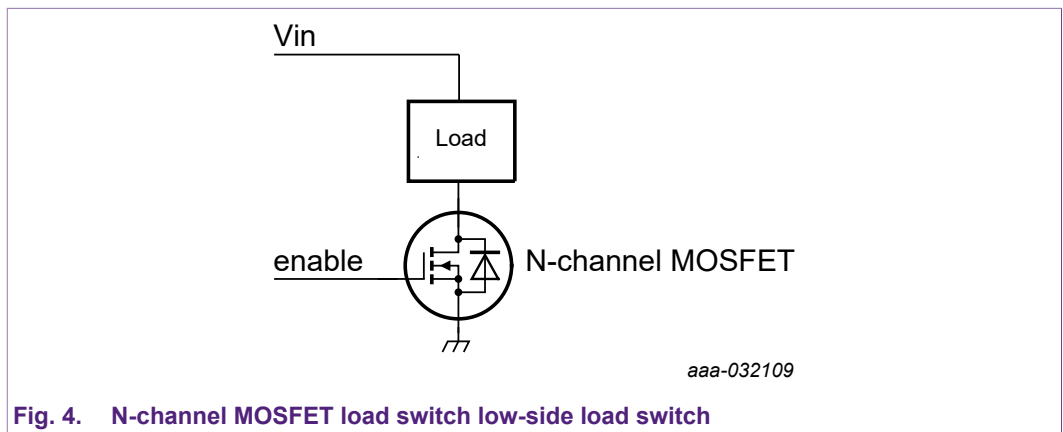 Vin
Load
enable
N-channel MOSFET
aaa-032109
Fig. 4. N-channel MOSFET load switch low-side load switch